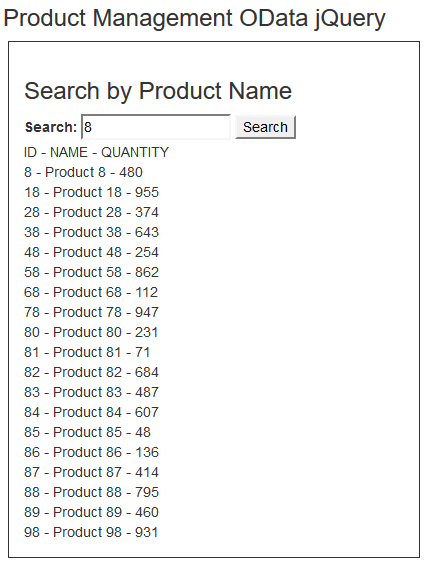 Product Management OData jQuery
Search by Product Name
Search: 8 Search
ID - NAME - QUANTITY
8 - Product 8 - 480
18 - Product 18 - 955
28 - Product 28 - 374
38 - Product 38 - 643
48 - Product 48 - 254
58 - Product 58 - 862
68 - Product 68 - 112
78 - Product 78 - 947
80 - Product 80 - 231
81 - Product 81 - 71
82 - Product 82 - 684
83 - Product 83 - 487
84 - Product 84 - 607
85 - Product 85 - 48
86 - Product 86 - 136
87 - Product 87 - 414
88 - Product 88 - 795
89 - Product 89 - 460
98 - Product 98 - 931